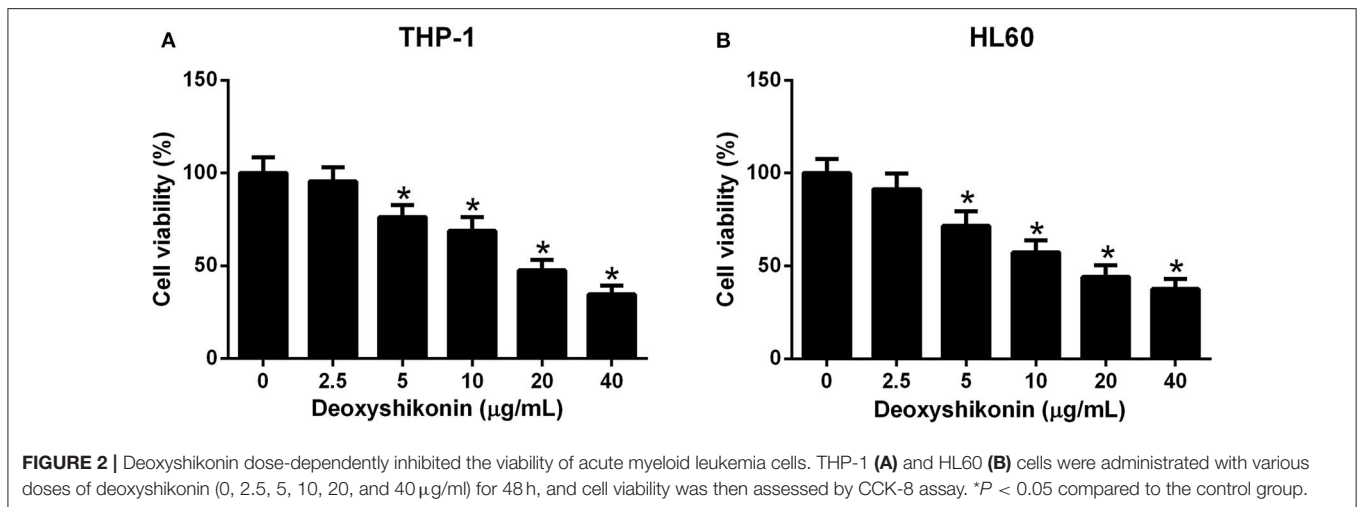 A
THP-1
Cell viability (%)
150
100
50
0
*
*
*
*
0 2.5 5 10 20 40
Deoxyshikonin (μg/mL)
B
HL60
Cell viability (%)
150
100
50
0
*
*
*
*
0 2.5 5 10 20 40
Deoxyshikonin (μg/mL)
FIGURE 2 | Deoxyshikonin dose-dependently inhibited the viability of acute myeloid leukemia cells. THP-1 (A) and HL60 (B) cells were administrated with various
doses of deoxyshikonin (0, 2.5, 5, 10, 20, and 40 μg/ml) for 48 h, and cell viability was then assessed by CCK-8 assay. *P < 0.05 compared to the control group.